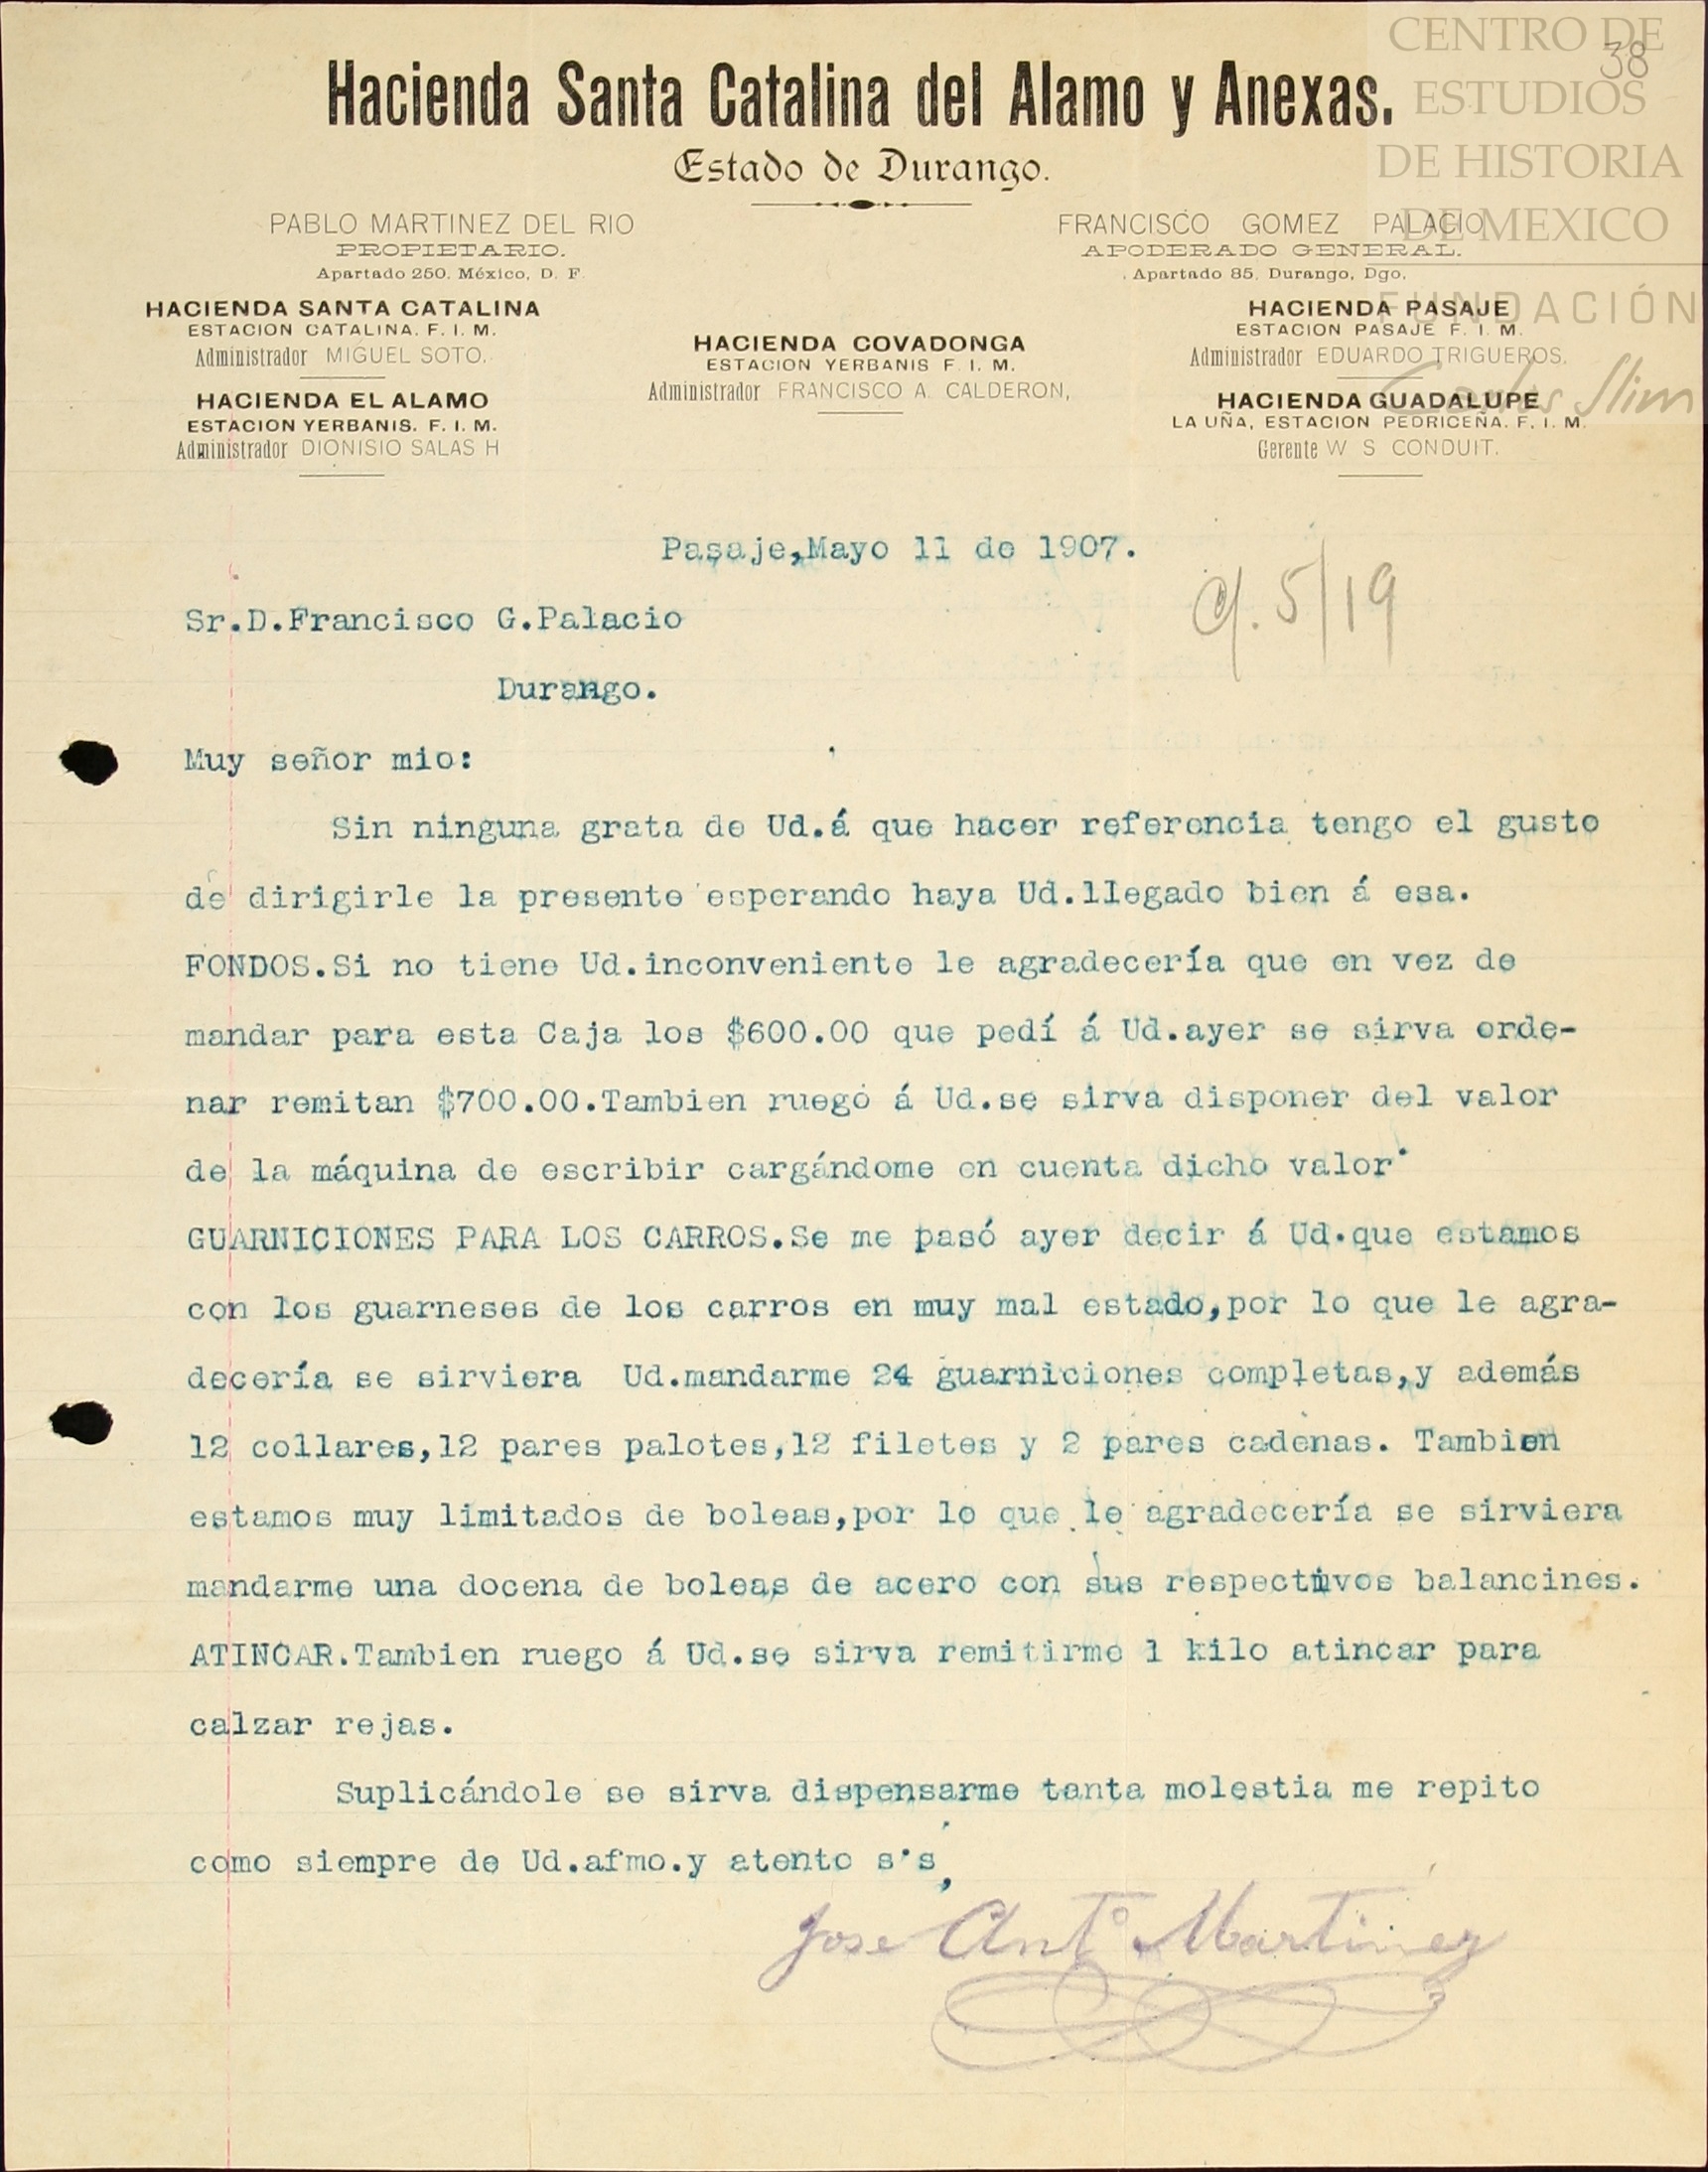 CENTRO DE
38
ESTUDIOS
DE HISTORIA
DE MEXICO
FUNDACIÓN
Carlos Slim
Hacienda Santa Catalina del Alamo y Anexas.
Estado de Durango.
PABLO MARTINEZ DEL RIO
PROPIETARIO.
Apartado 250. México, D. F.
FRANCISCO GOMEZ PALACIO
APODERADO GENERAL.
Apartado 85, Durango, Dgo.
HACIENDA SANTA CATALINA
ESTACION CATALINA. F. I. M.
Administrador MIGUEL SOTO.
HACIENDA EL ALAMO
ESTACION YERBANIS. F. I. M.
Administrador DIONISIO SALAS H
HACIENDA COVADONGA
ESTACION YERBANIS F. I. M.
Administrador FRANCISCO A. CALDERON,
HACIENDA PASAJE
ESTACION PASAJE F. I. M.
Administrador EDUARDO TRIGUEROS.
HACIENDA GUADALUPE
LA UÑA, ESTACION PEDRICEÑA. F. I. M.
Gerente W S CONDUIT.
Pasaje,Mayo 11 de 1907.
5/19
Sr.D.Francisco G.Palacio
Durango.
Muy señor mio:
Sin ninguna grata de Ud.á que hacer referencia tengo el gusto
de dirigirle la presente esperando haya Ud.llegado bien á esa.
FONDOS.Si no tiene Ud.inconveniente le agradecería que en vez de
mandar para esta Caja los $600.00 que pedí á Ud.ayer se sirva orde-
nar remitan $700.00.Tambien ruego á Ud.se sirva disponer del valor
de la máquina de escribir cargándome en cuenta dicho valor.
GUARNICIONES PARA LOS CARROS.Se me pasó ayer decir á Ud.que estamos
con los guarneses de los carros en muy mal estado,por lo que le agra-
decería se sirviera Ud.mandarme 24 guarniciones completas,y además
12 collares,12 pares palotes,12 filetes y 2 pares cadenas. Tambien
estamos muy limitados de boleas,por lo que le agradecería se sirviera
mandarme una docena de boleas de acero con sus respectivos balancines.
ATINCAR.Tambien ruego á Ud.se sirva remitirme 1 kilo atincar para
calzar rejas.
Suplicándole se sirva dispensarme tanta molestia me repito
como siempre de Ud.afmo.y atento s's,
Jose Antº Martinez